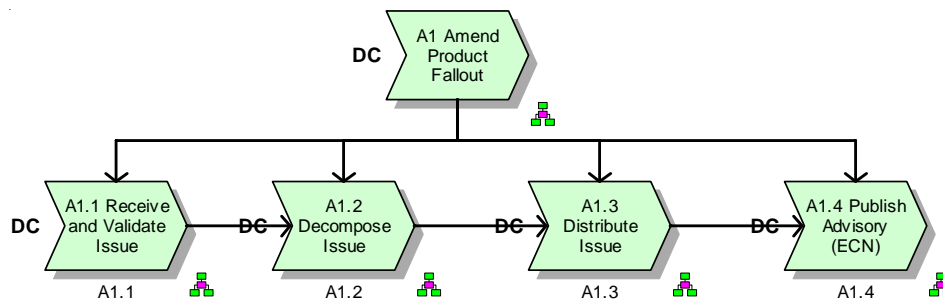 A1 Amend
Product
Fallout
DC
A1.1 Receive
and Validate
Issue
DC
A1.1
A1.2
Decompose
Issue
DC
A1.2
A1.3
Distribute
Issue
DC
A1.3
A1.4 Publish
Advisory
(ECN)
DC
A1.4